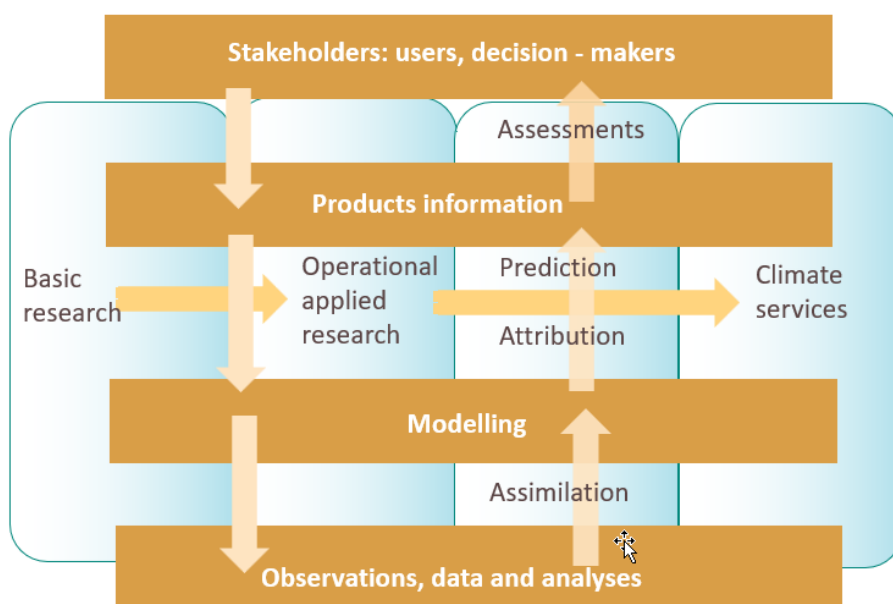 Stakeholders: users, decision - makers
Assessments
Products information
Basic
research
Operational
applied
research
Prediction
Attribution
Climate
services
Modelling
Assimilation
Observations, data and analyses